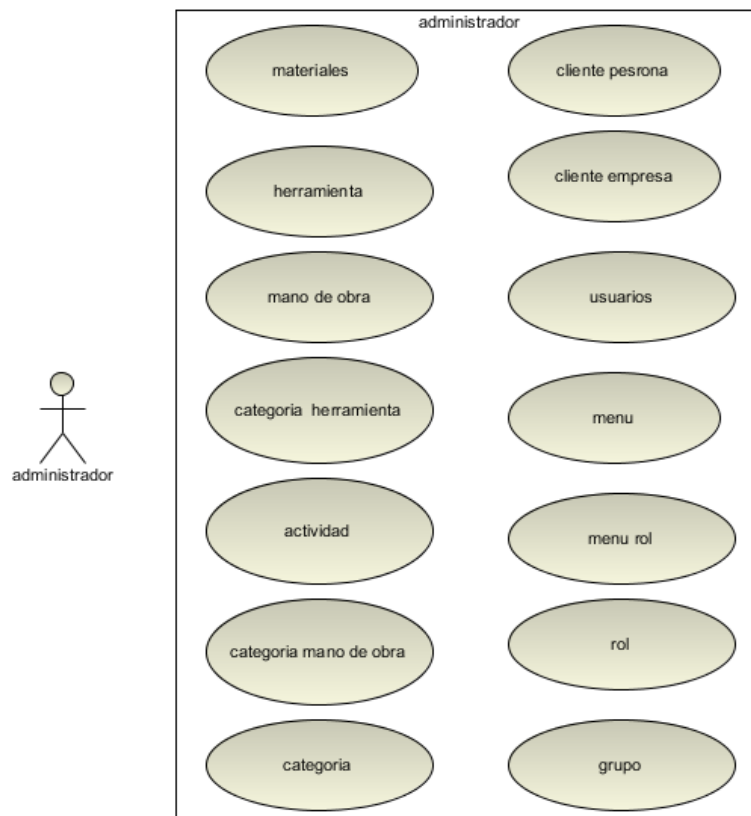 administrador
materiales
cliente pesrona
herramienta
cliente empresa
mano de obra
usuarios
categoria herramienta
menu
administrador
actividad
menu rol
categoria mano de obra
rol
categoria
grupo